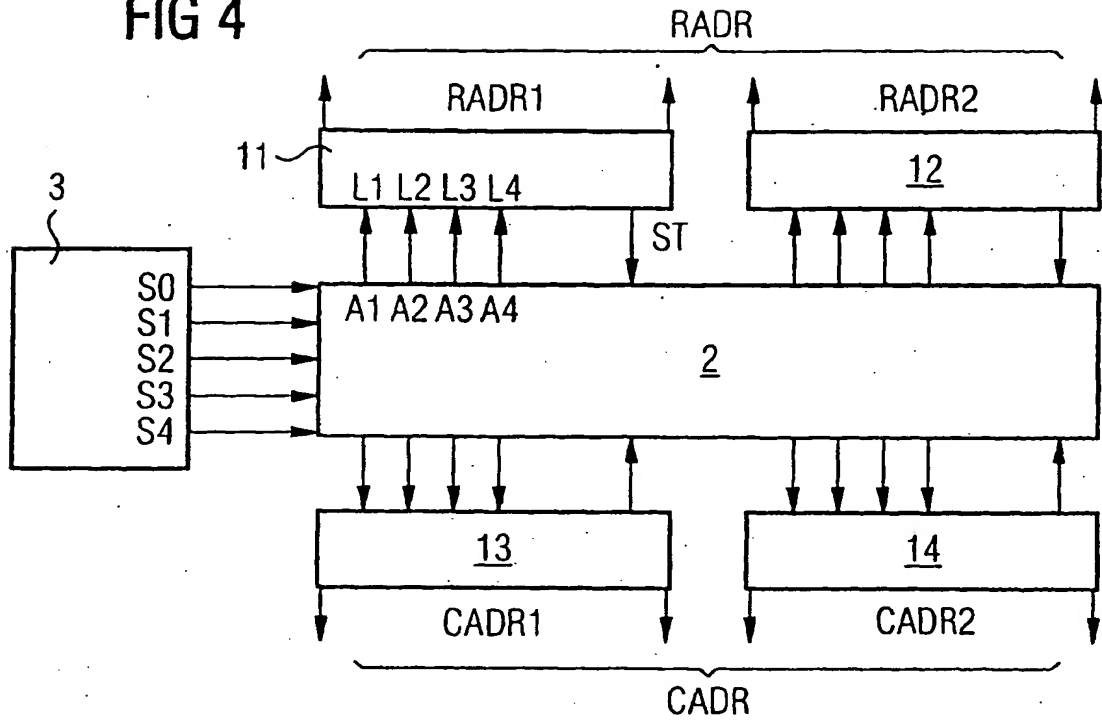 FIG 4
RADR
RADR1 RADR2
11 12
L1 L2 L3 L4
3
ST
S0
A1 A2 A3 A4
S1
S2 2
S3
S4
13 14
CADR1 CADR2
CADR